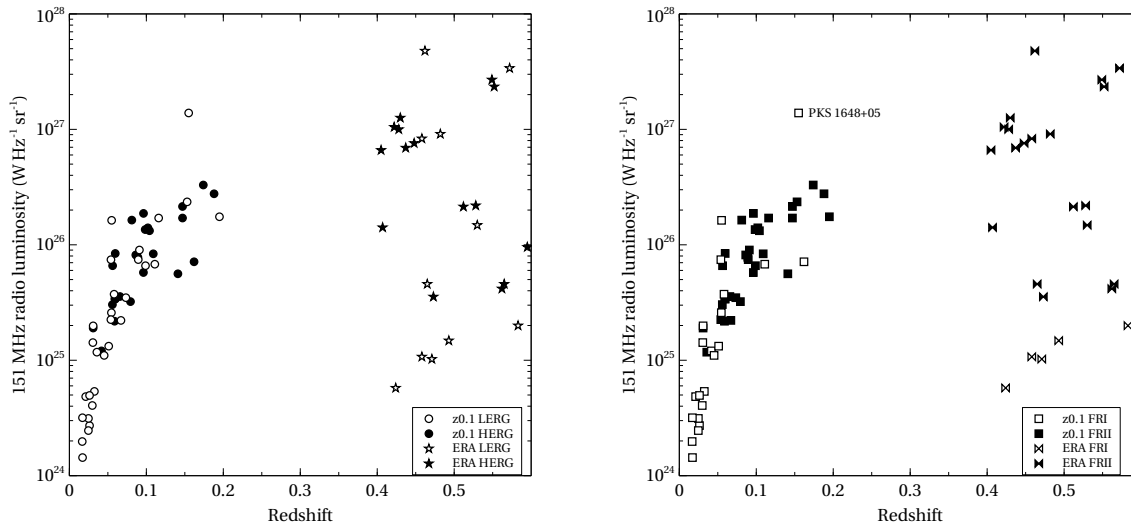 10^28
10^27
10^26
10^25
10^24
151 MHz radio luminosity (W Hz^-1 sr^-1)
0
0.1
0.2
0.3
0.4
0.5
Redshift
z0.1 LERG
z0.1 HERG
ERA LERG
ERA HERG
10^28
10^27
10^26
10^25
10^24
151 MHz radio luminosity (W Hz^-1 sr^-1)
PKS 1648+05
0
0.1
0.2
0.3
0.4
0.5
Redshift
z0.1 FRI
z0.1 FRII
ERA FRI
ERA FRII